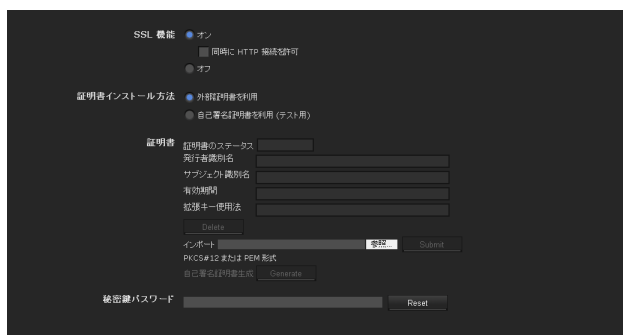 SSL 機能 オン
同時に HTTP 接続を許可
オフ
証明書インストール方法 外部証明書を利用
自己署名証明書を利用 (テスト用)
証明書 証明書のステータス
発行者識別名
サブジェクト識別名
有効期間
拡張キー使用法
Delete
インポート 参照... Submit
PKCS#12 または PEM 形式
自己署名証明書生成 Generate
秘密鍵パスワード Reset